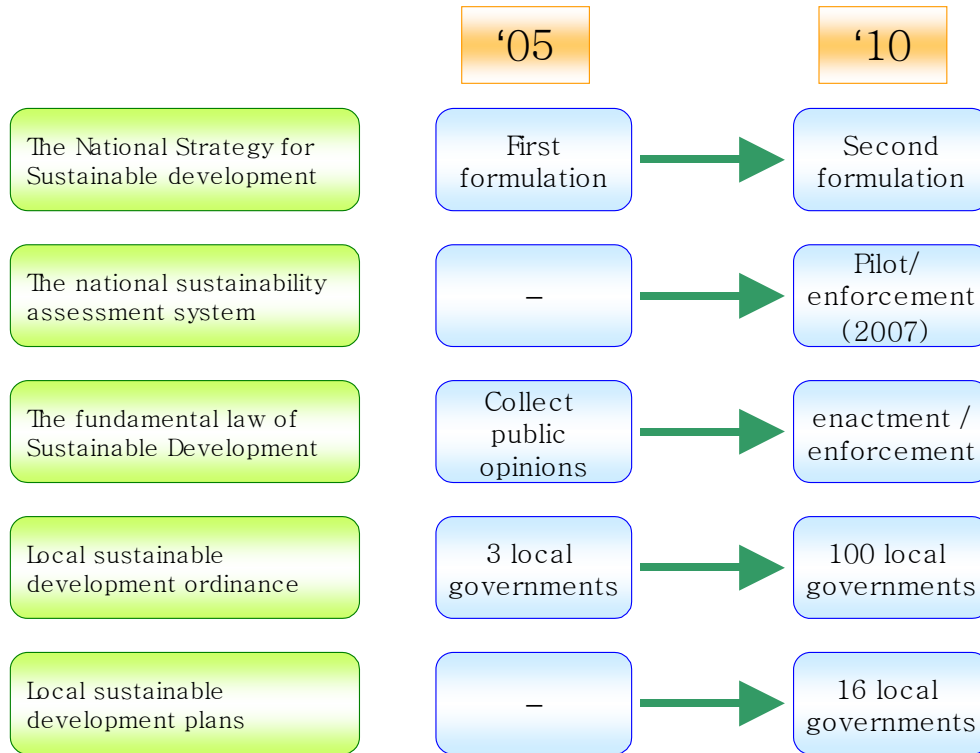 ‘05
‘10
The National Strategy for
Sustainable development
First
formulation
Second
formulation
The national sustainability
assessment system
–
Pilot/
enforcement
(2007)
The fundamental law of
Sustainable Development
Collect
public
opinions
enactment /
enforcement
Local sustainable
development ordinance
3 local
governments
100 local
governments
Local sustainable
development plans
–
16 local
governments